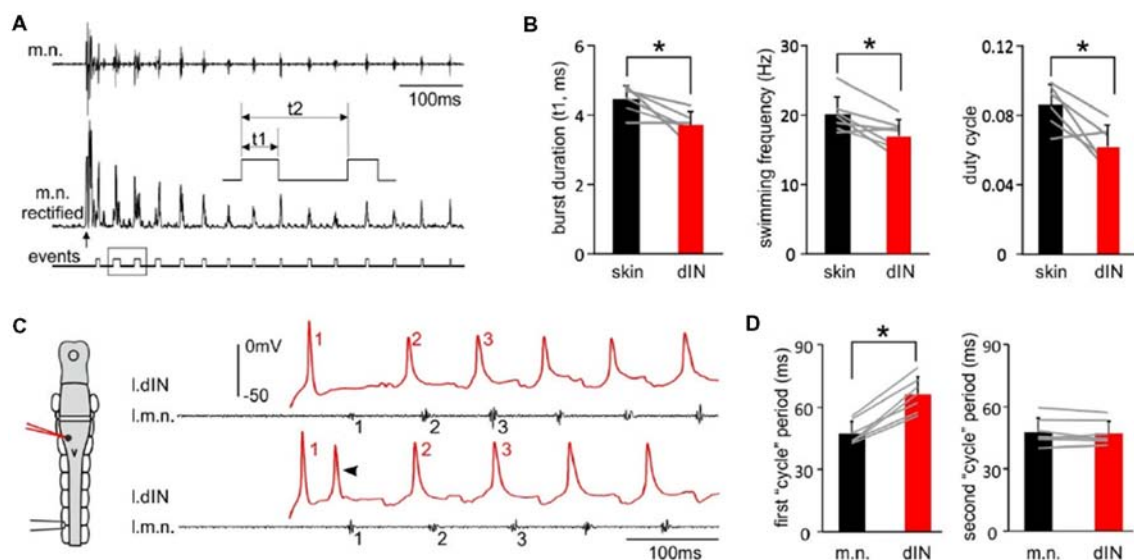 A
m.n.
100ms
t2
t1
m.n.
rectified
events
B
burst duration (t1, ms)
6
4
2
0
*
skin dIN
swimming frequency (Hz)
30
20
10
0
*
skin dIN
duty cycle
0.12
0.08
0.04
0
*
skin dIN
C
0mV
-50
l.dIN
1 2 3
l.m.n.
1 2 3
l.dIN
1 2 3
l.m.n.
1 2 3
100ms
D
first "cycle" period (ms)
90
60
30
0
*
m.n. dIN
second "cycle" period (ms)
90
60
30
0
m.n. dIN